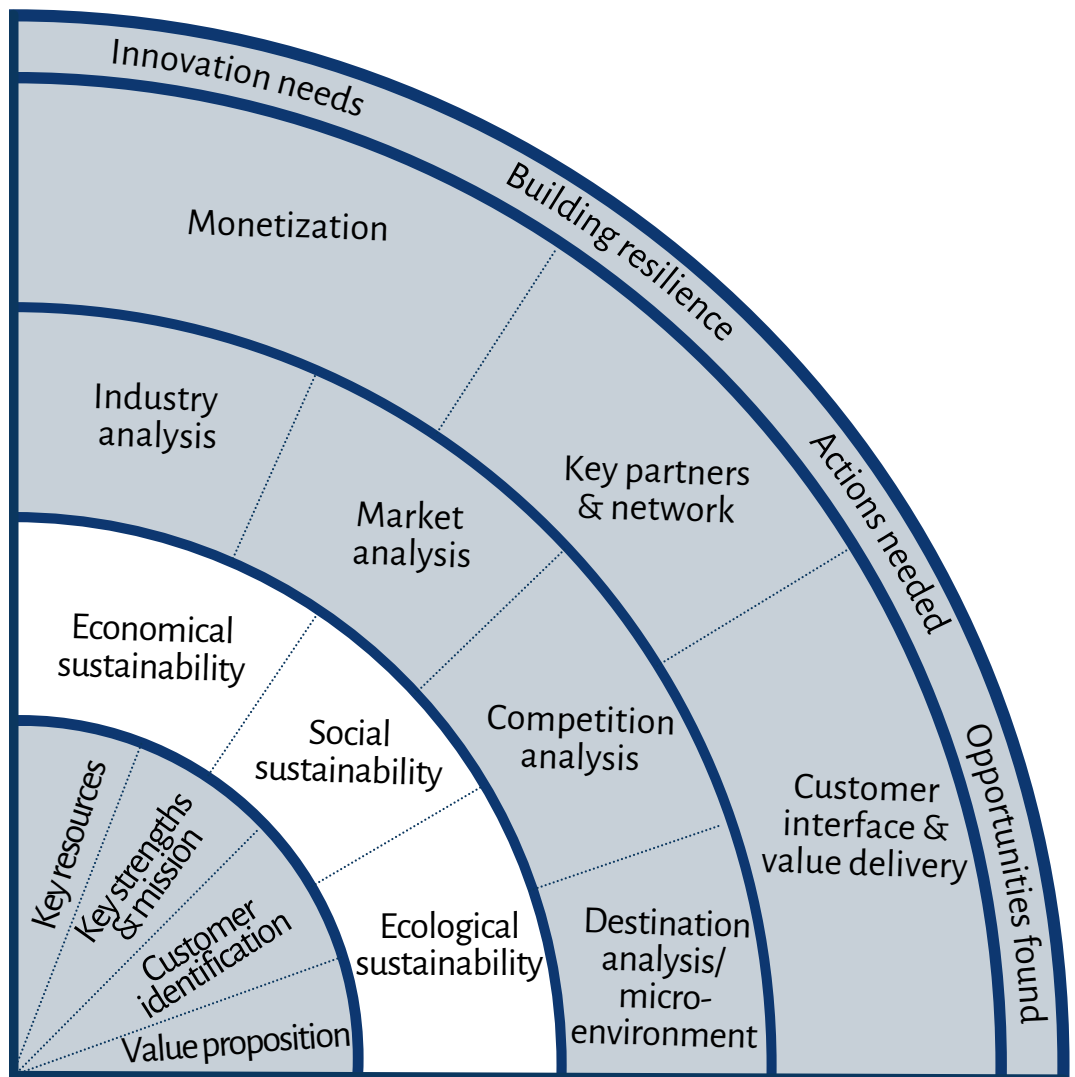 Innovation needs
Building resilience
Actions needed
Opportunities found
Monetization
Key partners
& network
Customer
interface &
value delivery
Industry
analysis
Market
analysis
Competition
analysis
Destination
analysis/
micro-
environment
Economical
sustainability
Social
sustainability
Ecological
sustainability
Key resources
Key strengths
& mission
Customer
identification
Value proposition